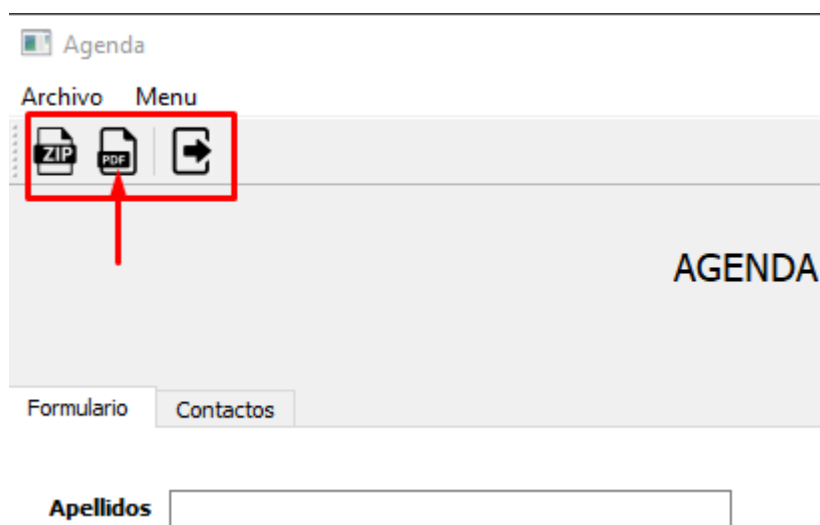 Agenda
Archivo Menu
ZIP PDF
AGENDA
Formulario Contactos
Apellidos